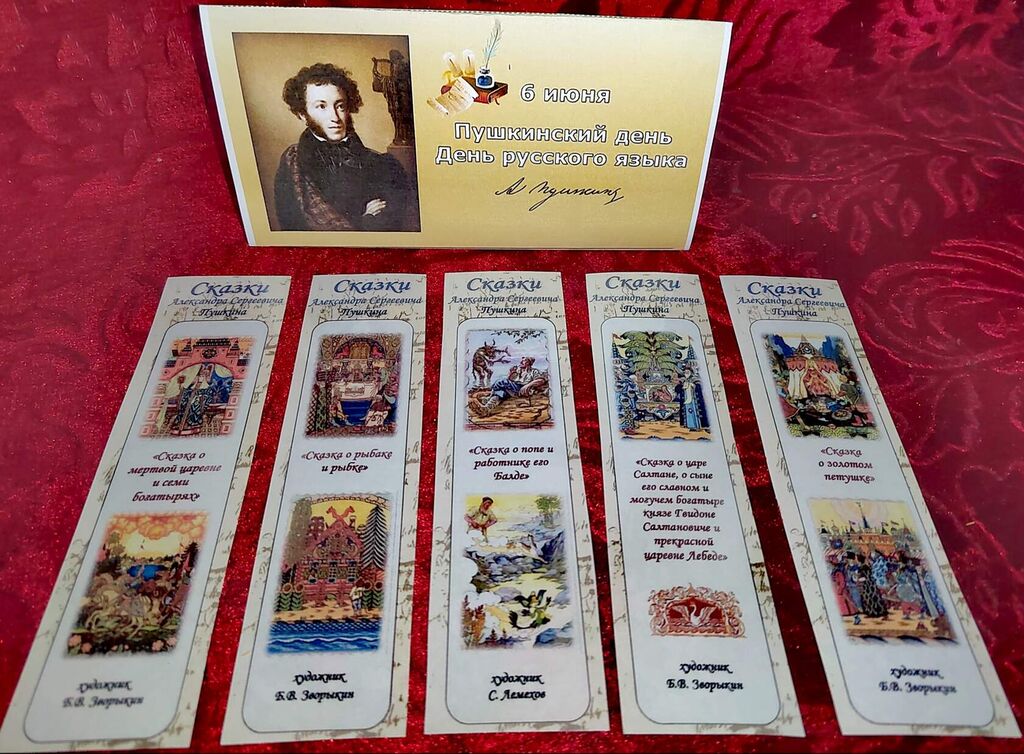 6 июня
Пушкинский день
День русского языка
А Пушкинъ
Сказки
Александра Сергеевича
Пушкина
«Сказка о
мертвой царевне
и семи
богатырях»
художник
Б.В. Зворыкин
Сказки
Александра Сергеевича
Пушкина
«Сказка о рыбаке
и рыбке»
художник
Б.В. Зворыкин
Сказки
Александра Сергеевича
Пушкина
«Сказка о попе и
работнике его
Балде»
художник
С. Лемехов
Сказки
Александра Сергеевича
Пушкина
«Сказка о царе
Салтане, о сыне
его славном и
могучем богатыре
князе Гвидоне
Салтановиче и
прекрасной
царевне Лебеде»
художник
Б.В. Зворыкин
Сказки
Александра Сергеевича
Пушкина
«Сказка
о золотом
петушке»
художник
Б.В. Зворыкин